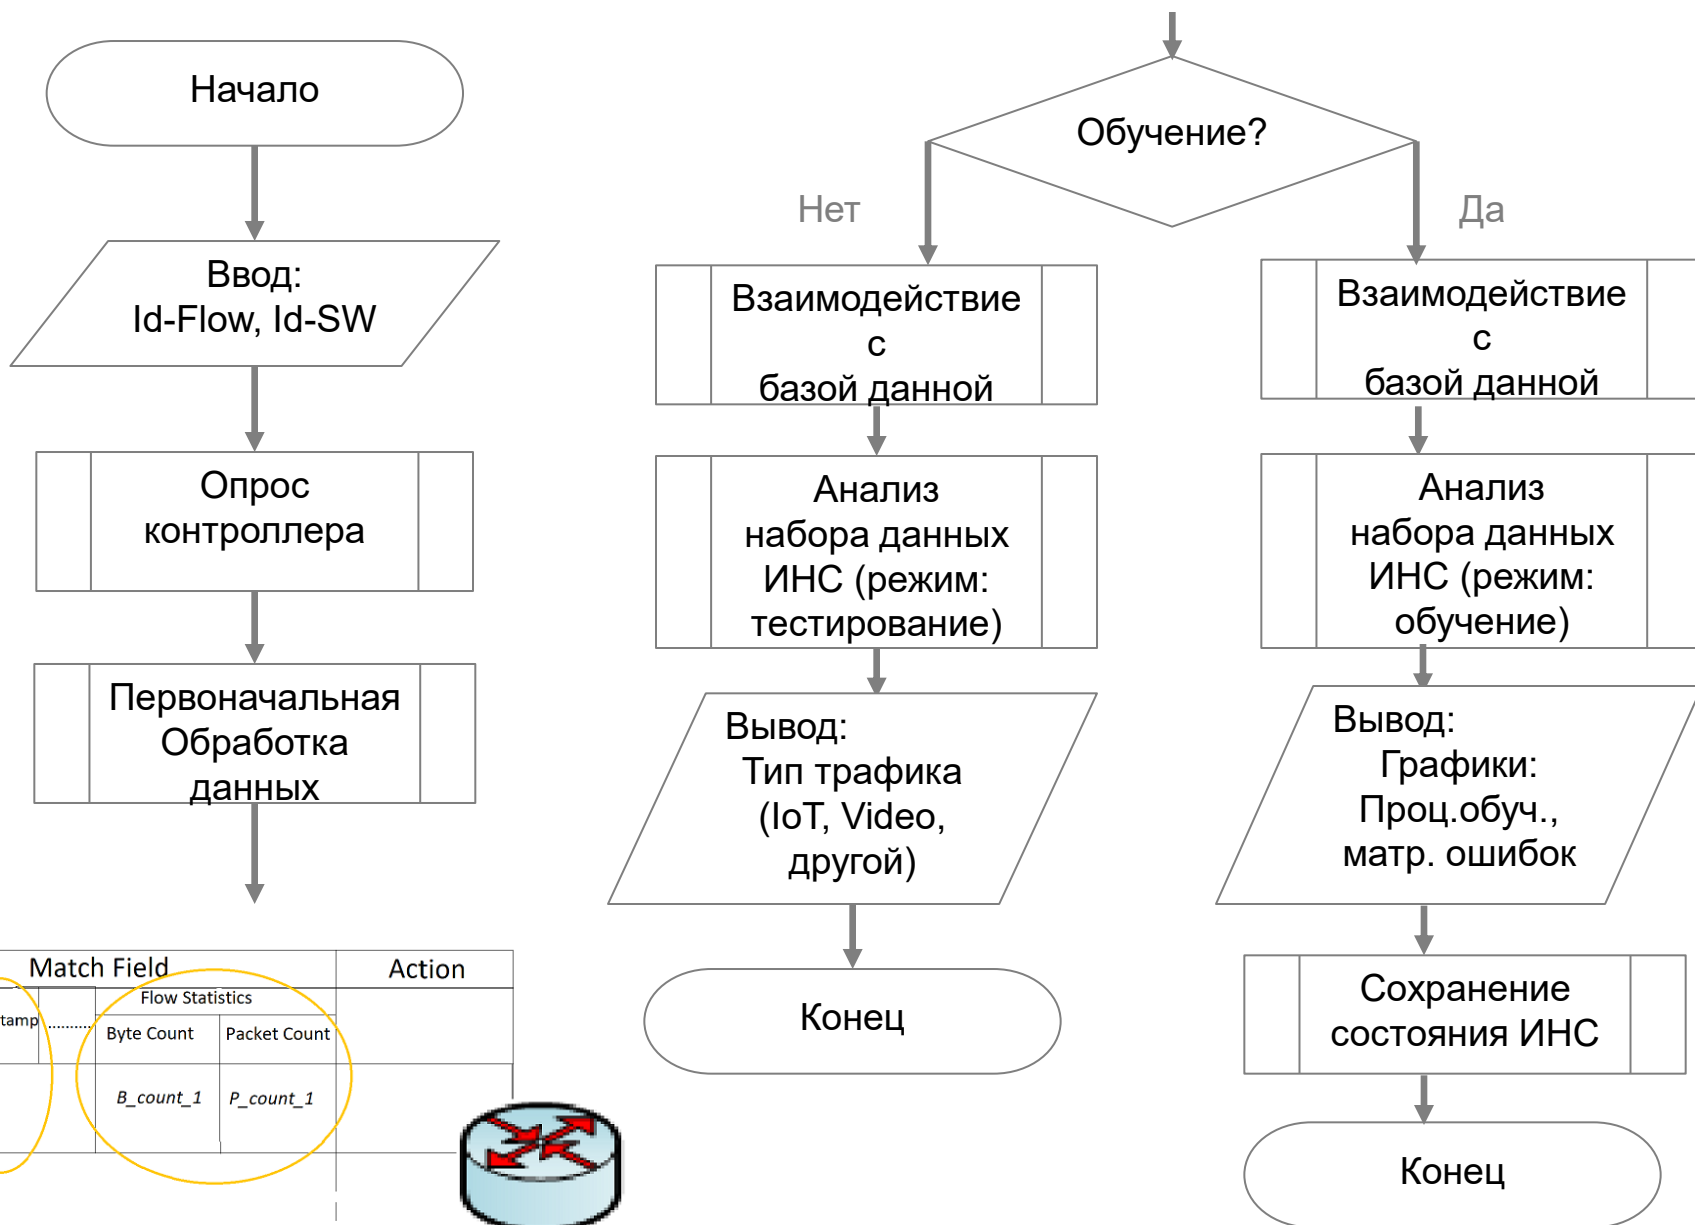 Начало
Ввод:
Id-Flow, Id-SW
Опрос
контроллера
Первоначальная
Обработка
данных
Обучение?
Нет
Да
Взаимодействие
с
базой данной
Анализ
набора данных
ИНС (режим:
тестирование)
Вывод:
Тип трафика
(IoT, Video,
другой)
Конец
Взаимодействие
с
базой данной
Анализ
набора данных
ИНС (режим:
обучение)
Вывод:
Графики:
Проц.обуч.,
матр. ошибок
Сохранение
состояния ИНС
Конец
Match Field
Action
Flow Statistics
tamp
..........
Byte Count
Packet Count
B_count_1
P_count_1